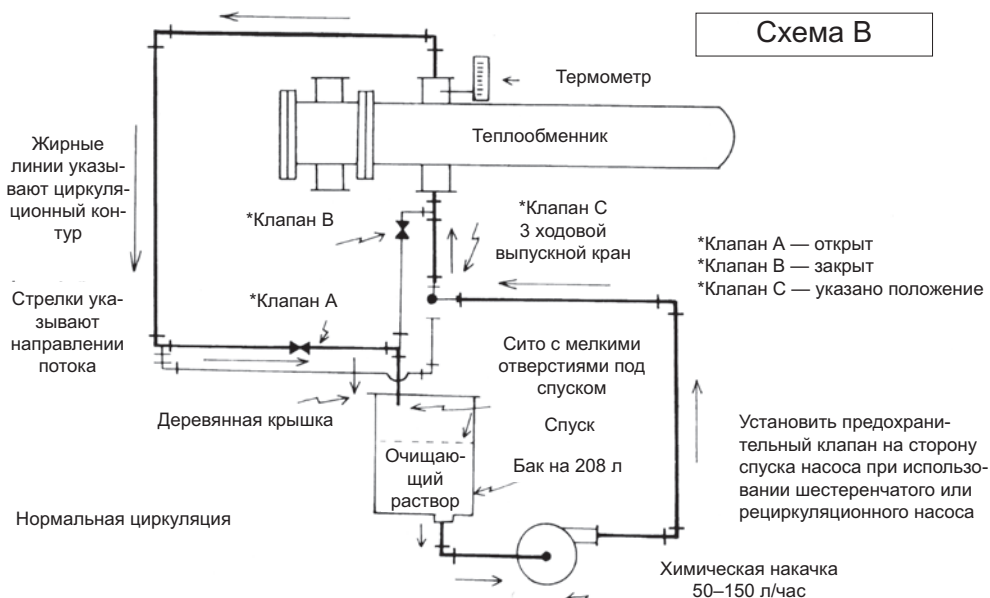 Схема В
Термометр
Теплообменник
Жирные
линии указы-
вают циркуля-
ционный кон-
тур
*Клапан В
*Клапан С
3 ходовой
выпускной кран
*Клапан А — открыт
*Клапан В — закрыт
*Клапан С — указано положение
Стрелки ука-
зывают
направлении
потока
*Клапан А
Сито с мелкими
отверстиями под
спуском
Деревянная крышка
Спуск
Установить предохрани-
тельный клапан на сторону
спуска насоса при использо-
вании шестеренчатого или
рециркуляционного насоса
Очищаю-
щий
раствор
Бак на 208 л
Нормальная циркуляция
Химическая накачка
50–150 л/час